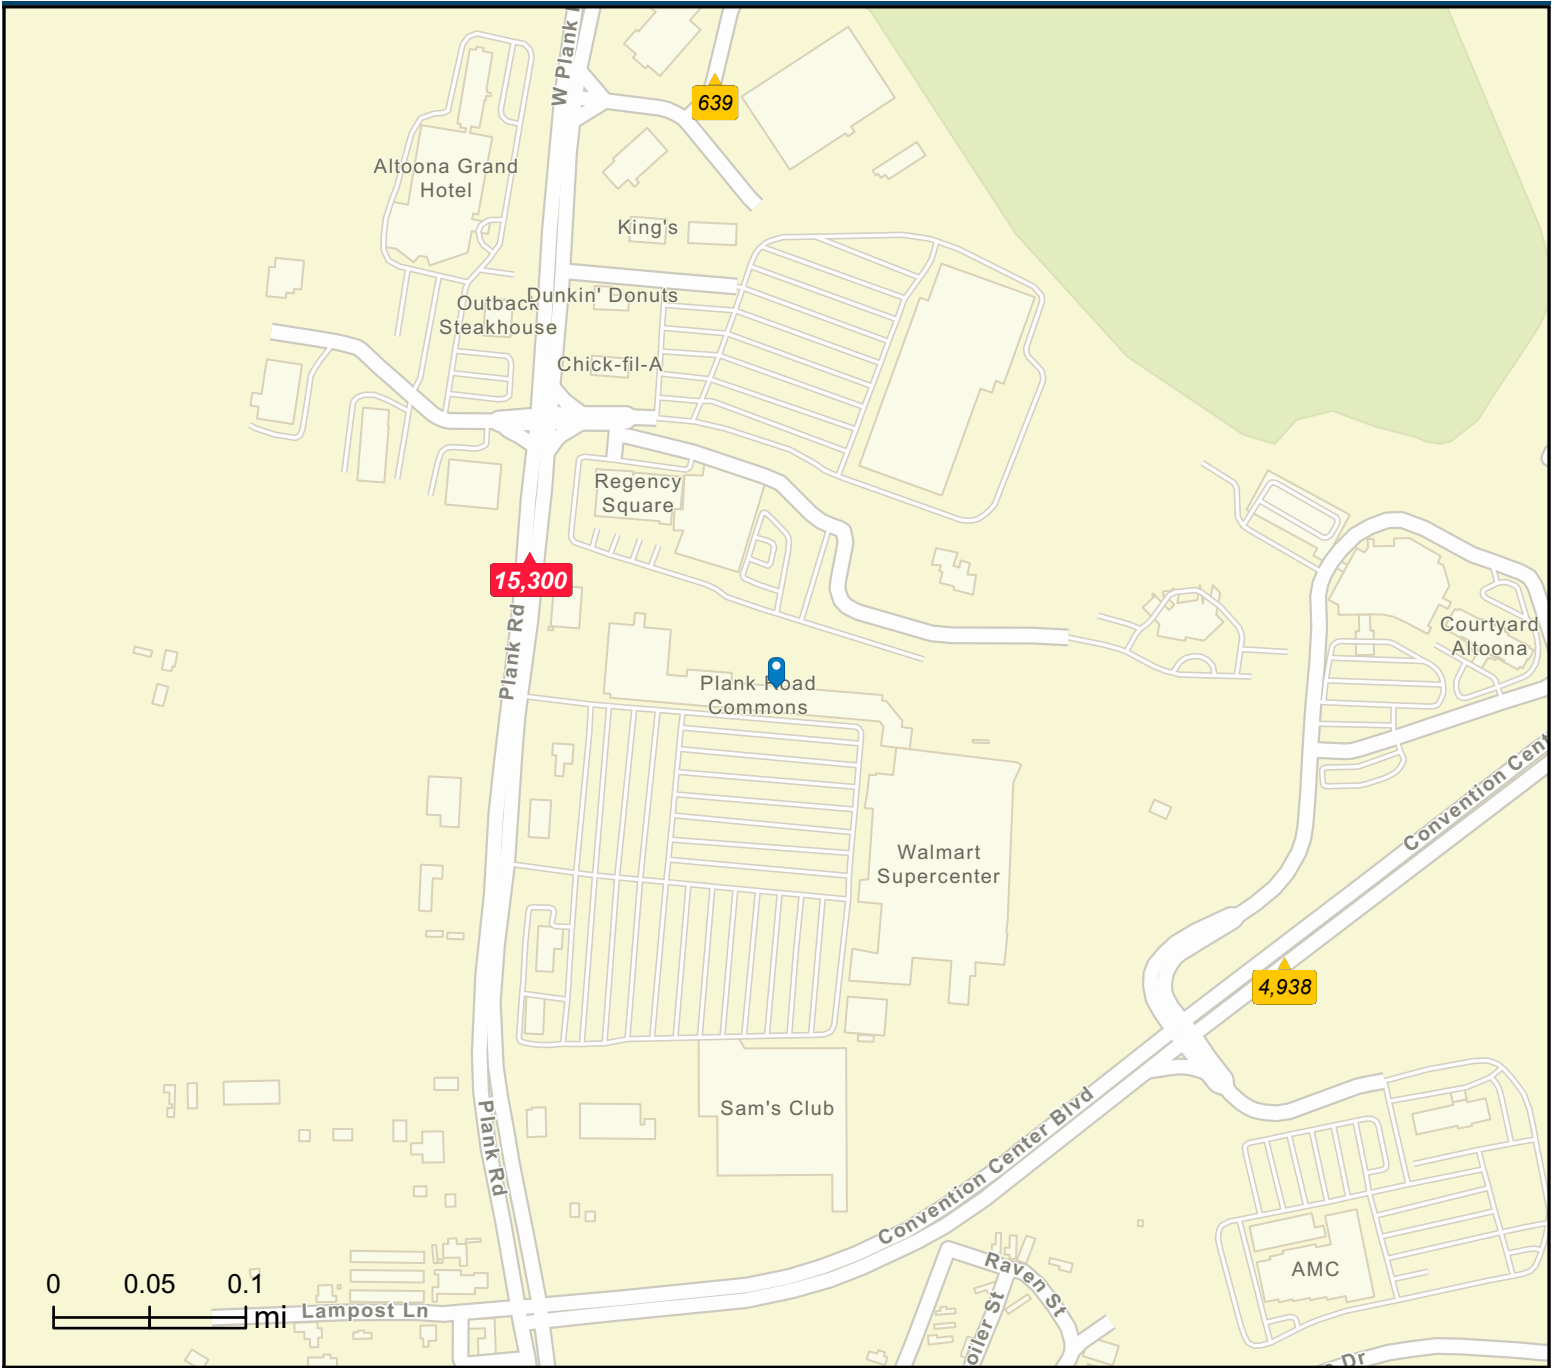 W Plank
639
Altoona Grand
Hotel
King's
Outback
Steakhouse
Dunkin' Donuts
Chick-fil-A
Regency
Square
15,300
Plank Rd
Courtyard
Altoona
Plank Road
Commons
Convention Cent
Walmart
Supercenter
4,938
Plank Rd
Sam's Club
Convention Center Blvd
Raven St
oiler St
AMC
Lampost Ln
0 0.05 0.1
mi
Dr